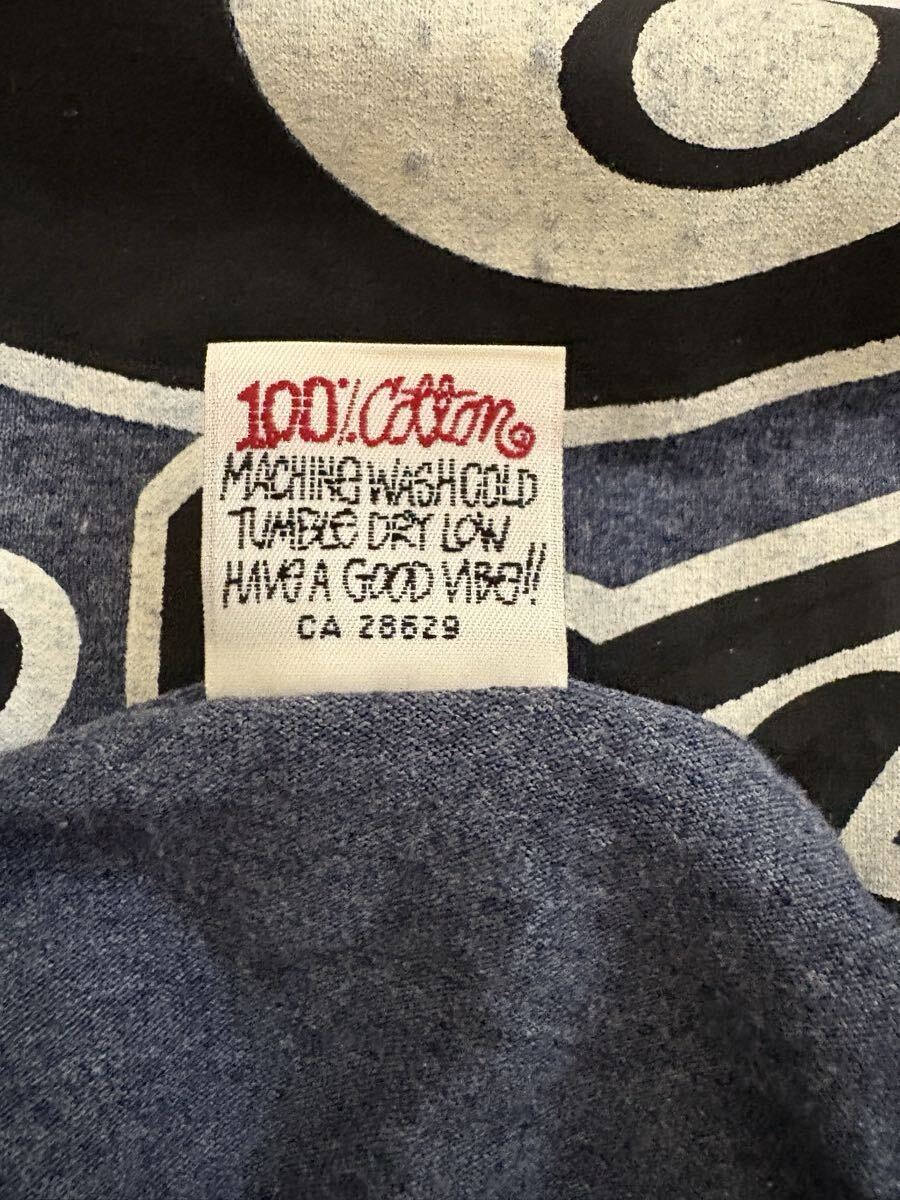 100% Cotton
MACHINE WASH COLD
TUMBLE DRY LOW
HAVE A GOOD VIBE!!
CA 28629